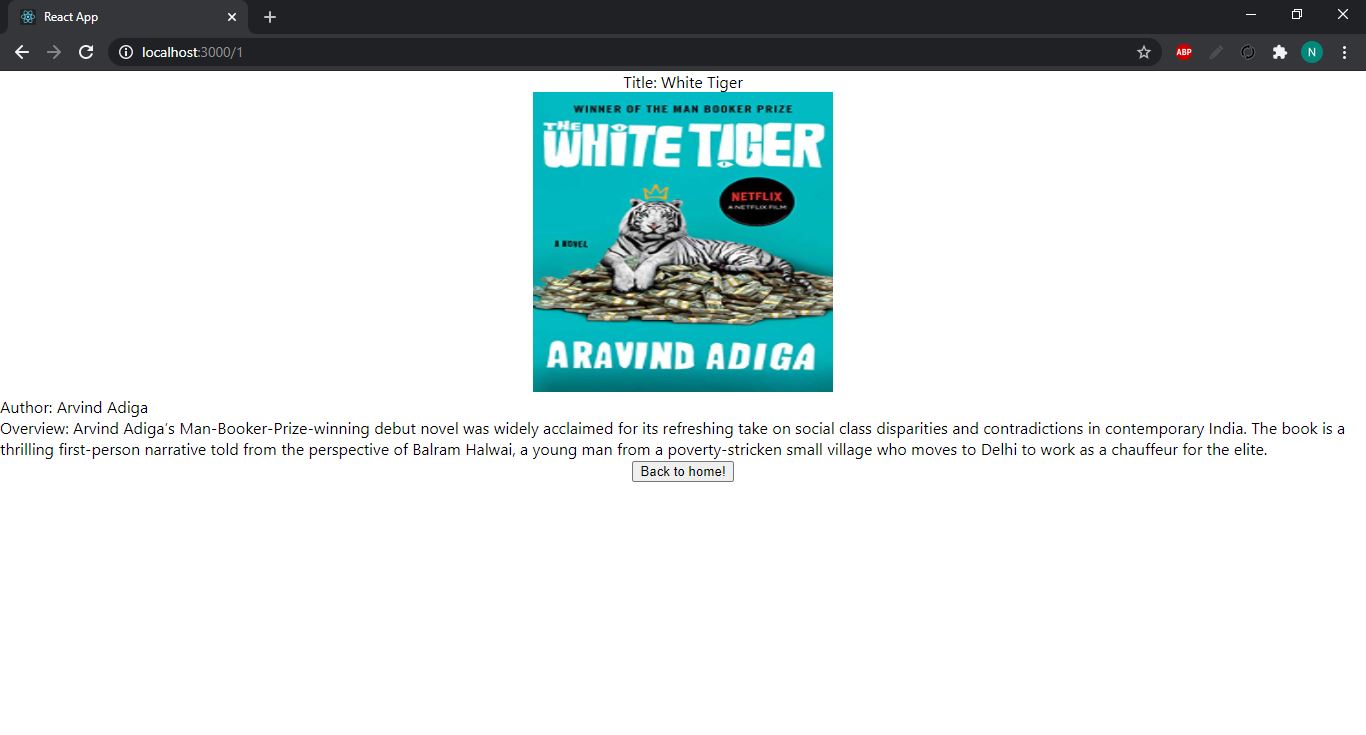 React App
localhost:3000/1
ABP
N
Title: White Tiger
WINNER OF THE MAN BOOKER PRIZE
THE
WHITE TIGER
NETFLIX
A NETFLIX FILM
A NOVEL
ARAVIND ADIGA
Author: Arvind Adiga
Overview: Arvind Adiga's Man-Booker-Prize-winning debut novel was widely acclaimed for its refreshing take on social class disparities and contradictions in contemporary India. The book is a
thrilling first-person narrative told from the perspective of Balram Halwai, a young man from a poverty-stricken small village who moves to Delhi to work as a chauffeur for the elite.
Back to home!